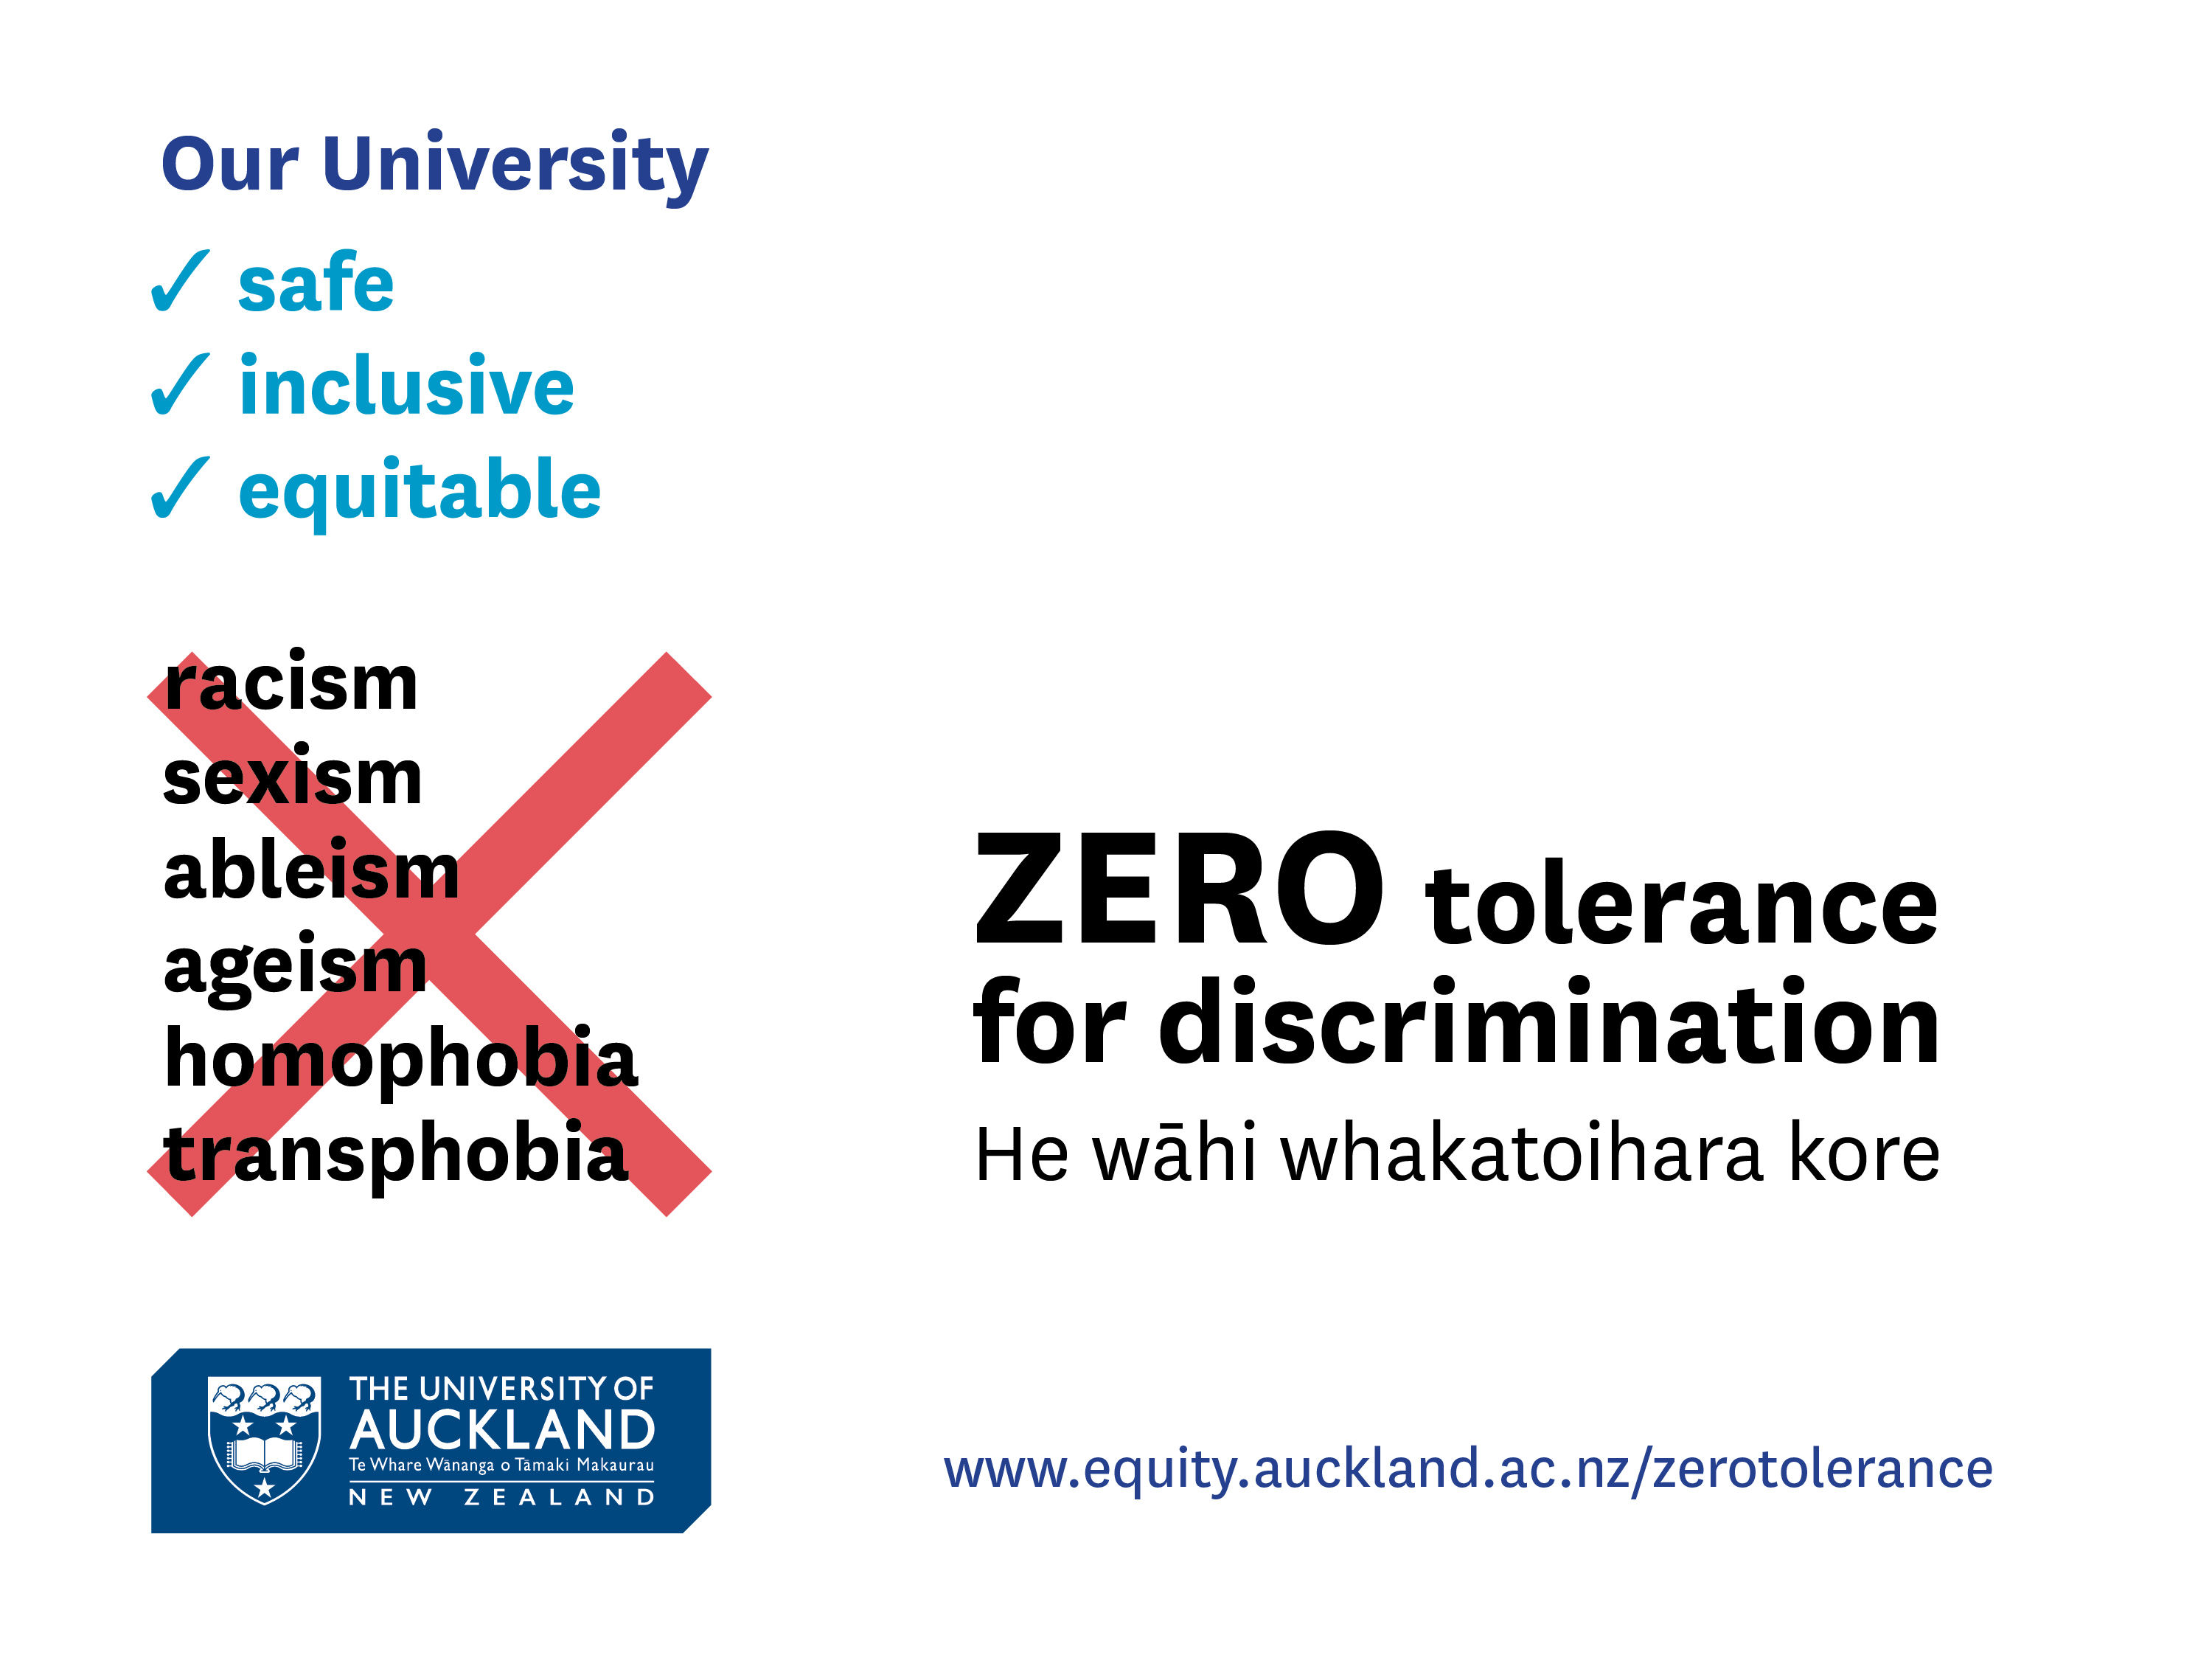 Our University
✓ safe
✓ inclusive
✓ equitable
racism
sexism
ableism
ageism
homophobia
transphobia
ZERO tolerance
for discrimination
He wāhi whakatoihara kore
THE UNIVERSITY OF
AUCKLAND
Te Whare Wānanga o Tāmaki Makaurau
NEW ZEALAND
www.equity.auckland.ac.nz/zerotolerance